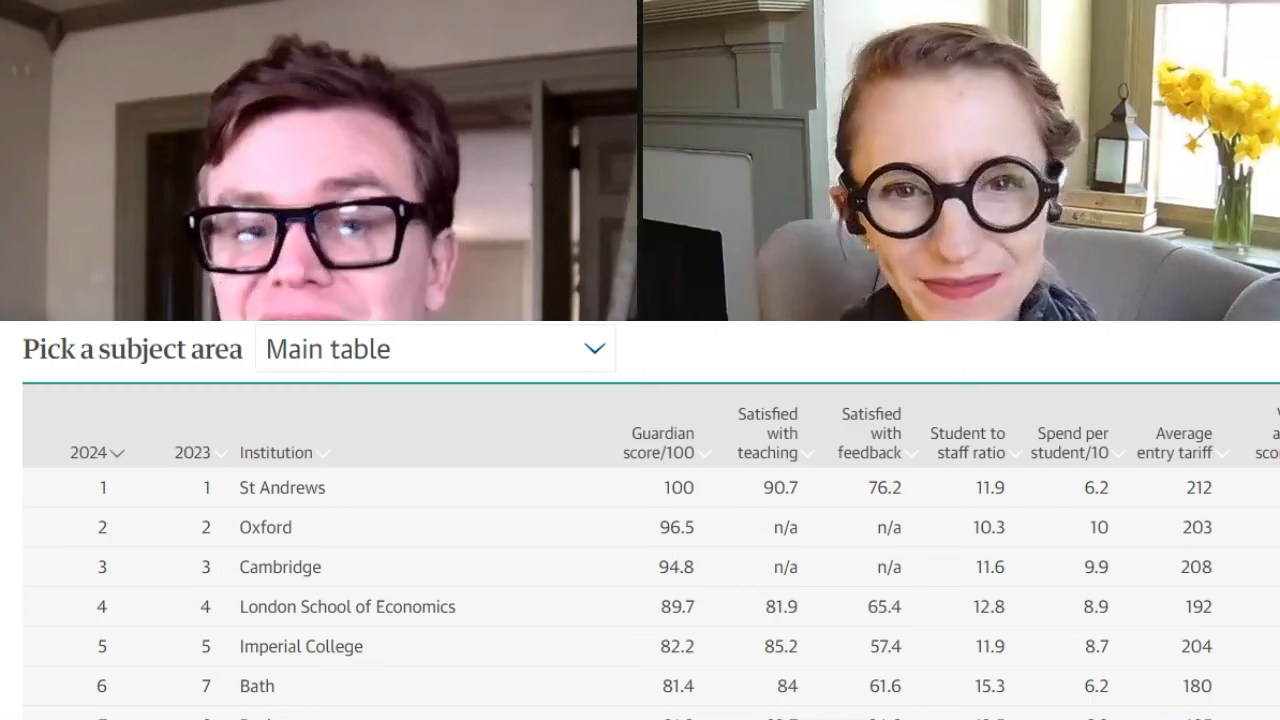 Pick a subject area Main table
2024 2023 Institution Guardian score/100 Satisfied with teaching Satisfied with feedback Student to staff ratio Spend per student/10 Average entry tariff
1 1 St Andrews 100 90.7 76.2 11.9 6.2 212
2 2 Oxford 96.5 n/a n/a 10.3 10 203
3 3 Cambridge 94.8 n/a n/a 11.6 9.9 208
4 4 London School of Economics 89.7 81.9 65.4 12.8 8.9 192
5 5 Imperial College 82.2 85.2 57.4 11.9 8.7 204
6 7 Bath 81.4 84 61.6 15.3 6.2 180